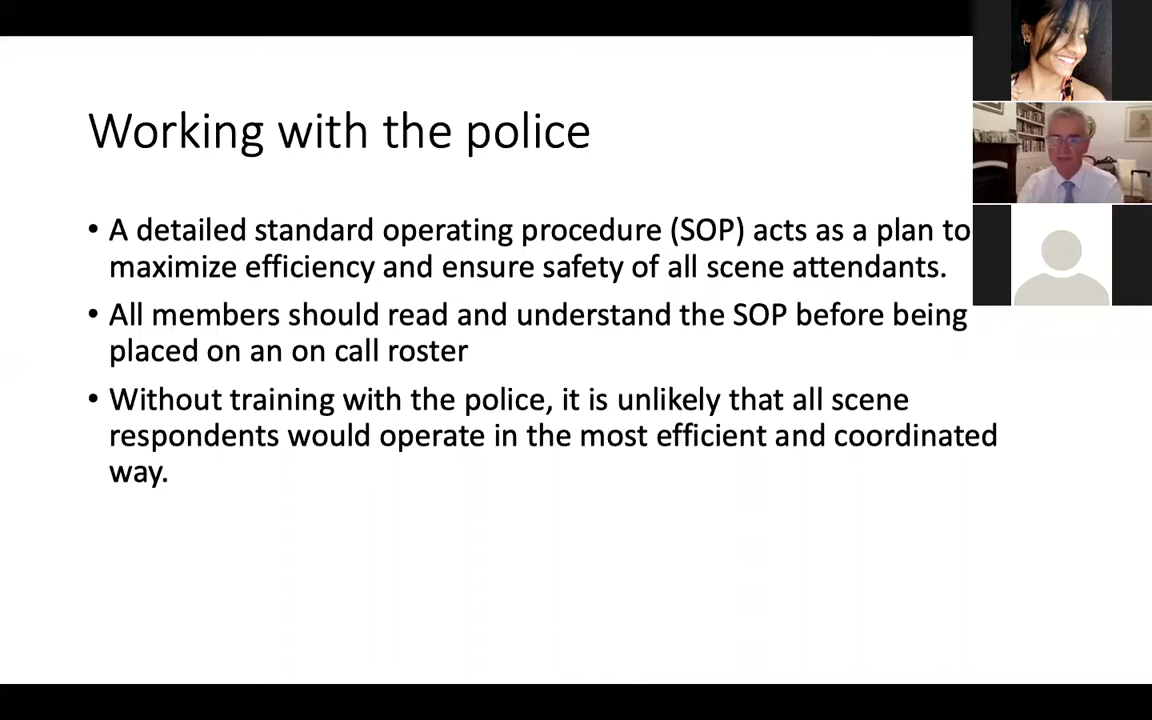 Working with the police
• A detailed standard operating procedure (SOP) acts as a plan to
maximize efficiency and ensure safety of all scene attendants.
• All members should read and understand the SOP before being
placed on an on call roster
• Without training with the police, it is unlikely that all scene
respondents would operate in the most efficient and coordinated
way.